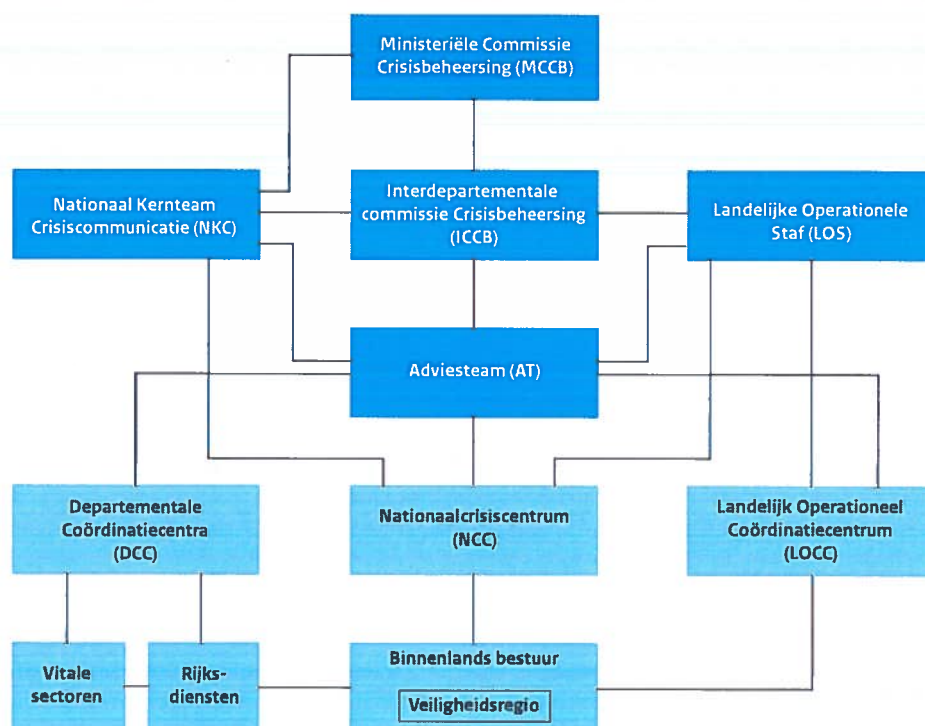 Ministeriële Commissie
Crisisbeheersing (MCCB)
Nationaal Kernteam
Crisiscommunicatie (NKC)
Interdepartementale
commissie Crisisbeheersing
(ICCB)
Landelijke Operationele
Staf (LOS)
Adviesteam (AT)
Departementale
Coördinatiecentra
(DCC)
Nationaalcrisiscentrum
(NCC)
Landelijk Operationeel
Coördinatiecentrum
(LOCC)
Vitale
sectoren
Rijks-
diensten
Binnenlands bestuur
Veiligheidsregio